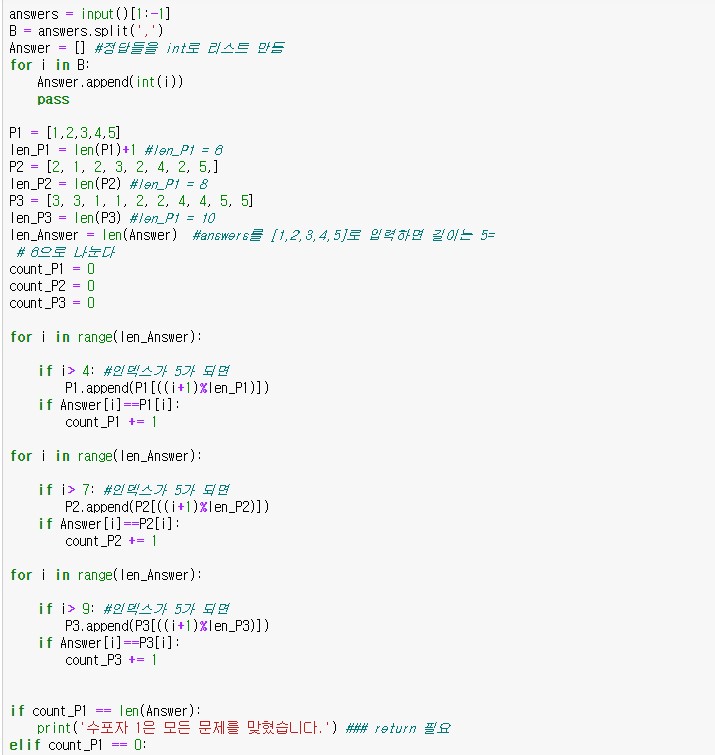 answers = input()[1:-1]
B = answers.split(',')
Answer = [] #정답들을 int로 리스트 만듬
for i in B:
    Answer.append(int(i))
    pass

P1 = [1,2,3,4,5]
len_P1 = len(P1)+1 #len_P1 = 6
P2 = [2, 1, 2, 3, 2, 4, 2, 5,]
len_P2 = len(P2) #len_P1 = 8
P3 = [3, 3, 1, 1, 2, 2, 4, 4, 5, 5]
len_P3 = len(P3) #len_P1 = 10
len_Answer = len(Answer)  #answers를 [1,2,3,4,5]로 입력하면 길이는 5=
 # 6으로 나눈다
count_P1 = 0
count_P2 = 0
count_P3 = 0

for i in range(len_Answer):

    if i> 4: #인덱스가 5가 되면
        P1.append(P1[((i+1)%len_P1)])
    if Answer[i]==P1[i]:
        count_P1 += 1

for i in range(len_Answer):

    if i> 7: #인덱스가 5가 되면
        P2.append(P2[((i+1)%len_P2)])
    if Answer[i]==P2[i]:
        count_P2 += 1

for i in range(len_Answer):

    if i> 9: #인덱스가 5가 되면
        P3.append(P3[((i+1)%len_P3)])
    if Answer[i]==P3[i]:
        count_P3 += 1


if count_P1 == len(Answer):
    print('수포자 1은 모든 문제를 맞혔습니다.') ### return 필요
elif count_P1 == 0: